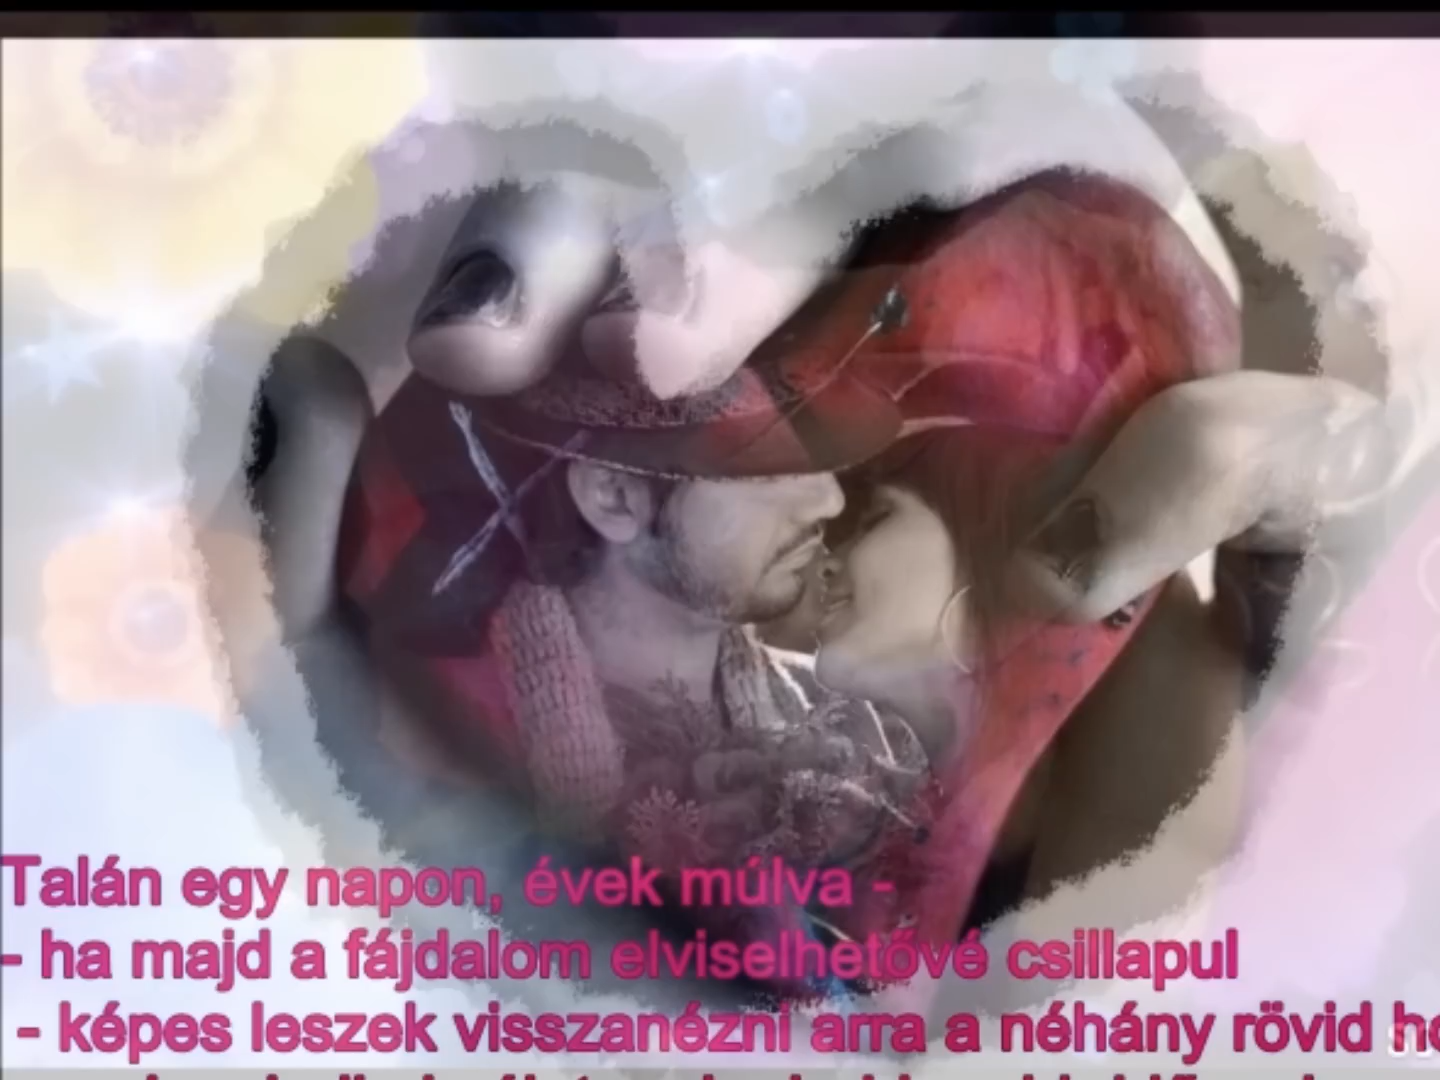 Talán egy napon, évek múlva -
- ha majd a fájdalom elviselhetővé csillapul
- képes leszek visszanézni arra a néhány rövid